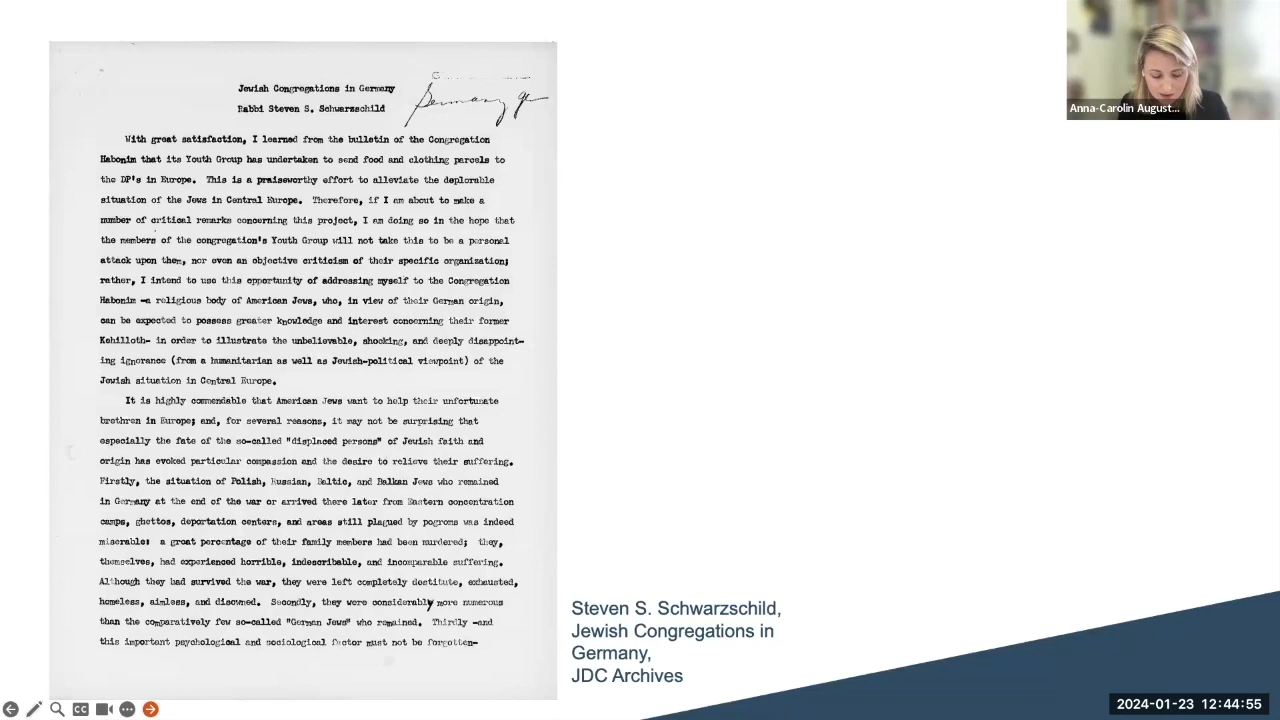 Jewish Congregations in Germany
Rabbi Steven S. Schwarzschild
Germany
With great satisfaction, I learned from the bulletin of the Congregation
Habonim that its Youth Group has undertaken to send food and clothing parcels to
the DP's in Europe. This is a praiseworthy effort to alleviate the deplorable
situation of the Jews in Central Europe. Therefore, if I am about to make a
number of critical remarks concerning this project, I am doing so in the hope that
the members of the congregation's Youth Group will not take this to be a personal
attack upon them, nor even an objective criticism of their specific organization;
rather, I intend to use this opportunity of addressing myself to the Congregation
Habonim -a religious body of American Jews, who, in view of their German origin,
can be expected to possess greater knowledge and interest concerning their former
Kehilloth- in order to illustrate the unbelievable, shocking, and deeply disappoint-
ing ignorance (from a humanitarian as well as Jewish-political viewpoint) of the
Jewish situation in Central Europe.
It is highly commendable that American Jews want to help their unfortunate
brethren in Europe; and, for several reasons, it may not be surprising that
especially the fate of the so-called "displaced persons" of Jewish faith and
origin has evoked particular compassion and the desire to relieve their suffering.
Firstly, the situation of Polish, Russian, Baltic, and Balkan Jews who remained
in Germany at the end of the war or arrived there later from Eastern concentration
camps, ghettos, deportation centers, and areas still plagued by pogroms was indeed
miserable: a great percentage of their family members had been murdered; they,
themselves, had experienced horrible, indescribable, and incomparable suffering.
Although they had survived the war, they were left completely destitute, exhausted,
homeless, aimless, and disowned. Secondly, they were considerably more numerous
than the comparatively few so-called "German Jews" who remained. Thirdly -and
this important psychological and sociological factor must not be forgotten-
Steven S. Schwarzschild,
Jewish Congregations in
Germany,
JDC Archives
Anna-Carolin August...
CC
2024-01-23 12:44:55